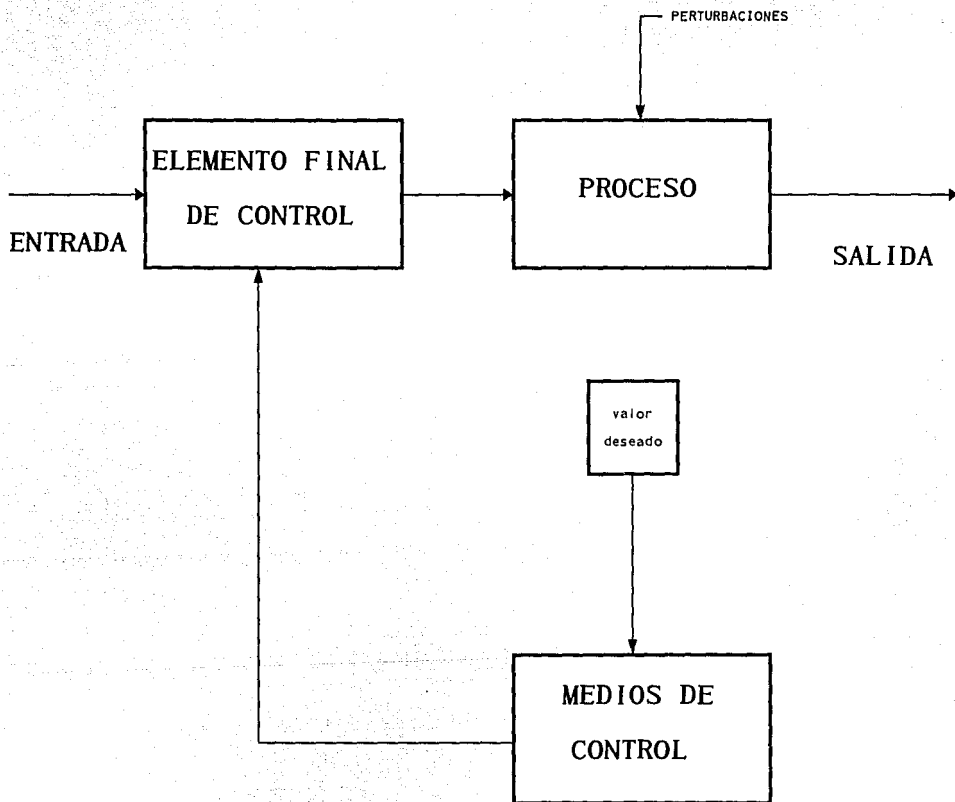 PERTURBACIONES
ELEMENTO FINAL
DE CONTROL
PROCESO
ENTRADA
SALIDA
valor
deseado
MEDIOS DE
CONTROL